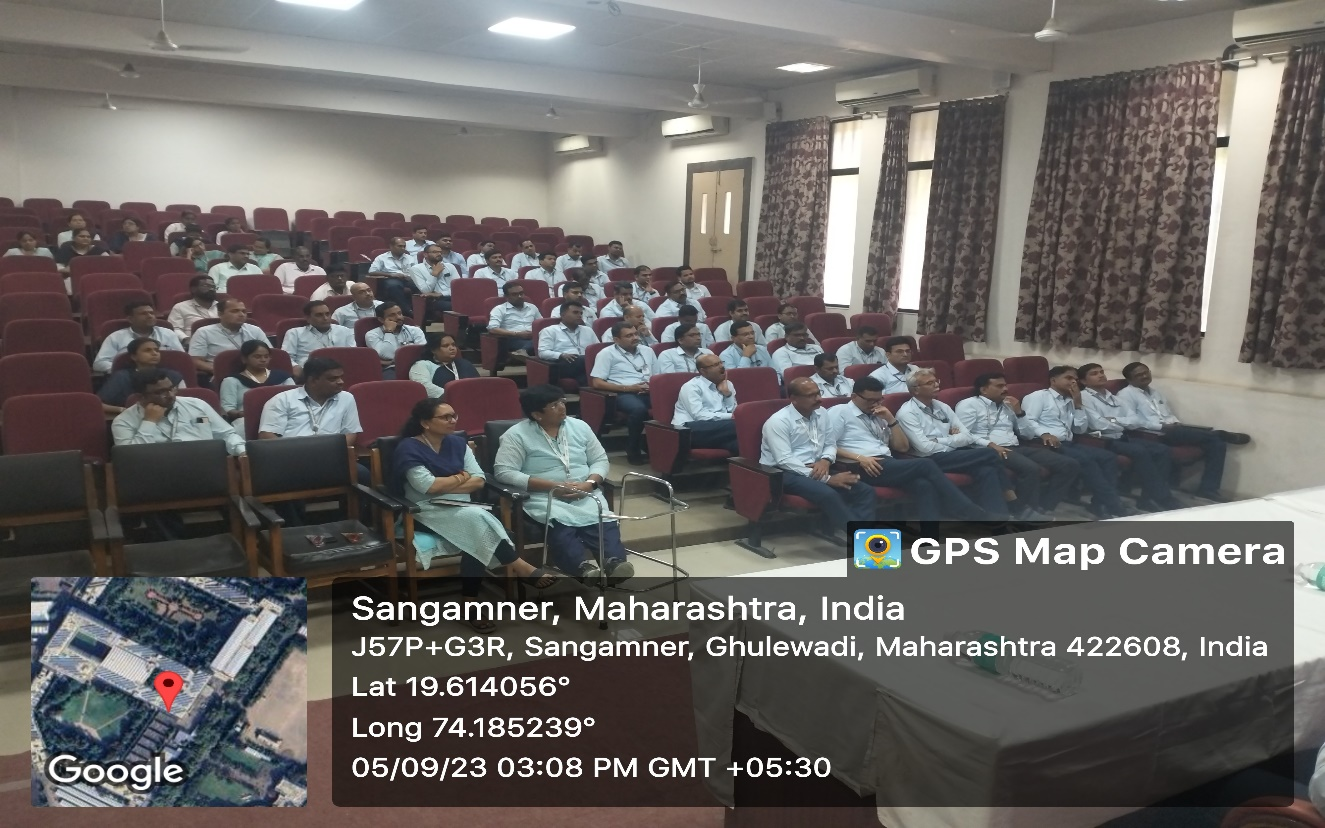 GPS Map Camera
Sangamner, Maharashtra, India
J57P+G3R, Sangamner, Ghulewadi, Maharashtra 422608, India
Lat 19.614056°
Long 74.185239°
05/09/23 03:08 PM GMT +05:30
Google